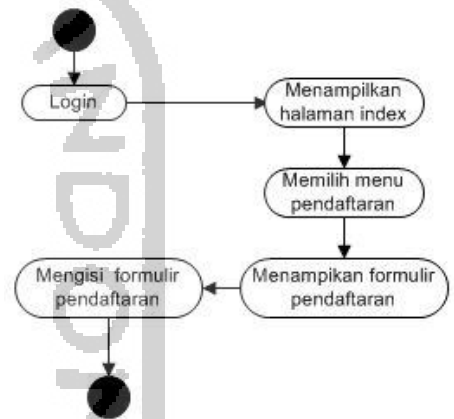 Login
Menampilkan
halaman index
Memilih menu
pendaftaran
Menampikan formulir
pendaftaran
Mengisi formulir
pendaftaran